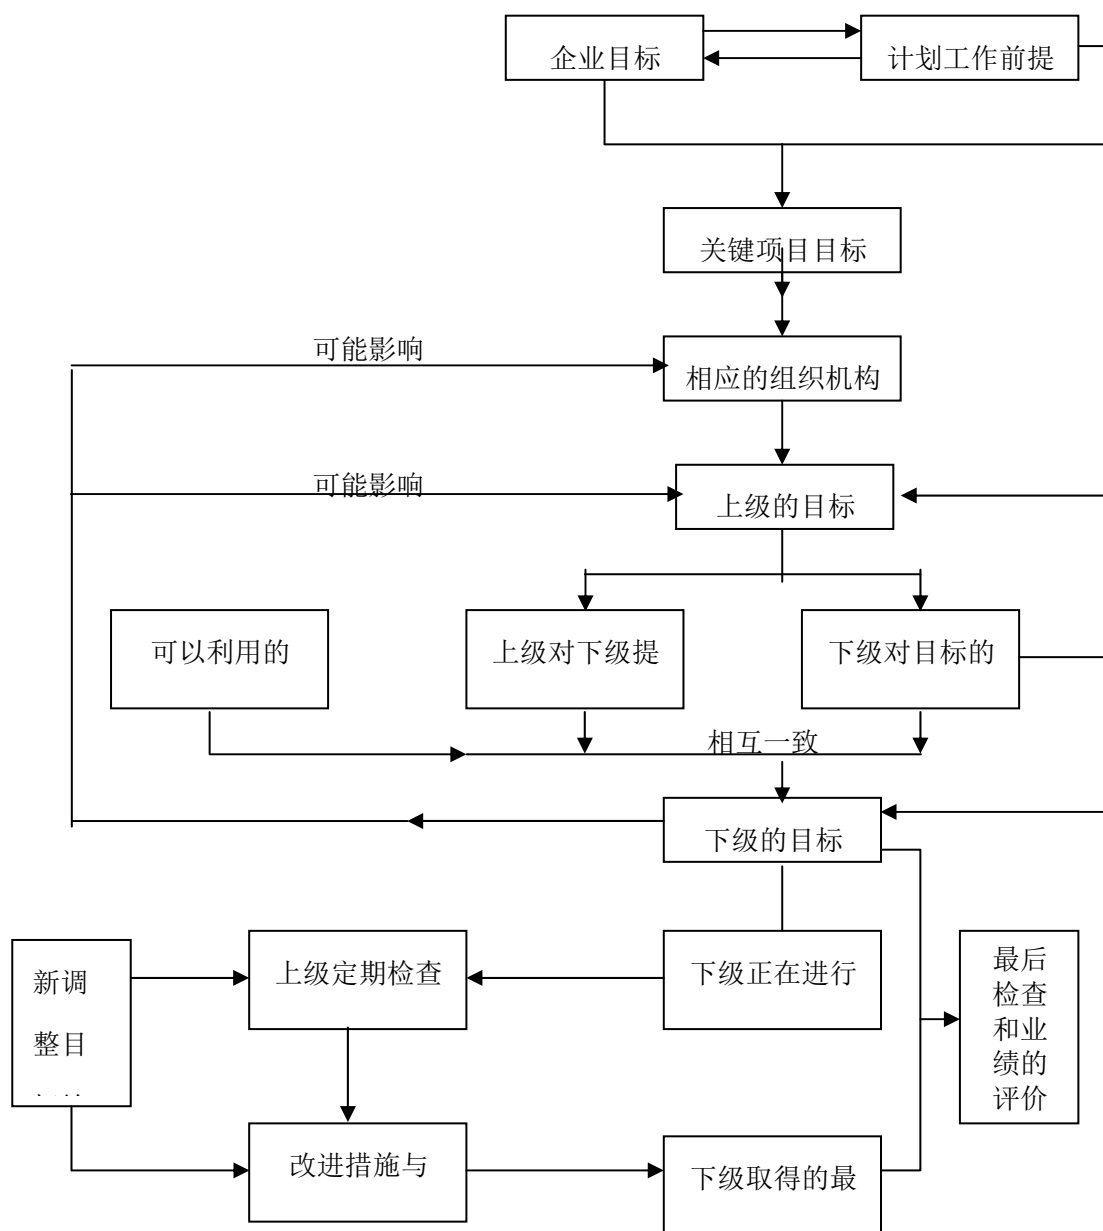 企业目标
计划工作前提
关键项目目标
可能影响
相应的组织机构
可能影响
上级的目标
可以利用的
上级对下级提
下级对目标的
相互一致
下级的目标
新调
整目
上级定期检查
下级正在进行
最后
检查
和业
绩的
评价
改进措施与
下级取得的最